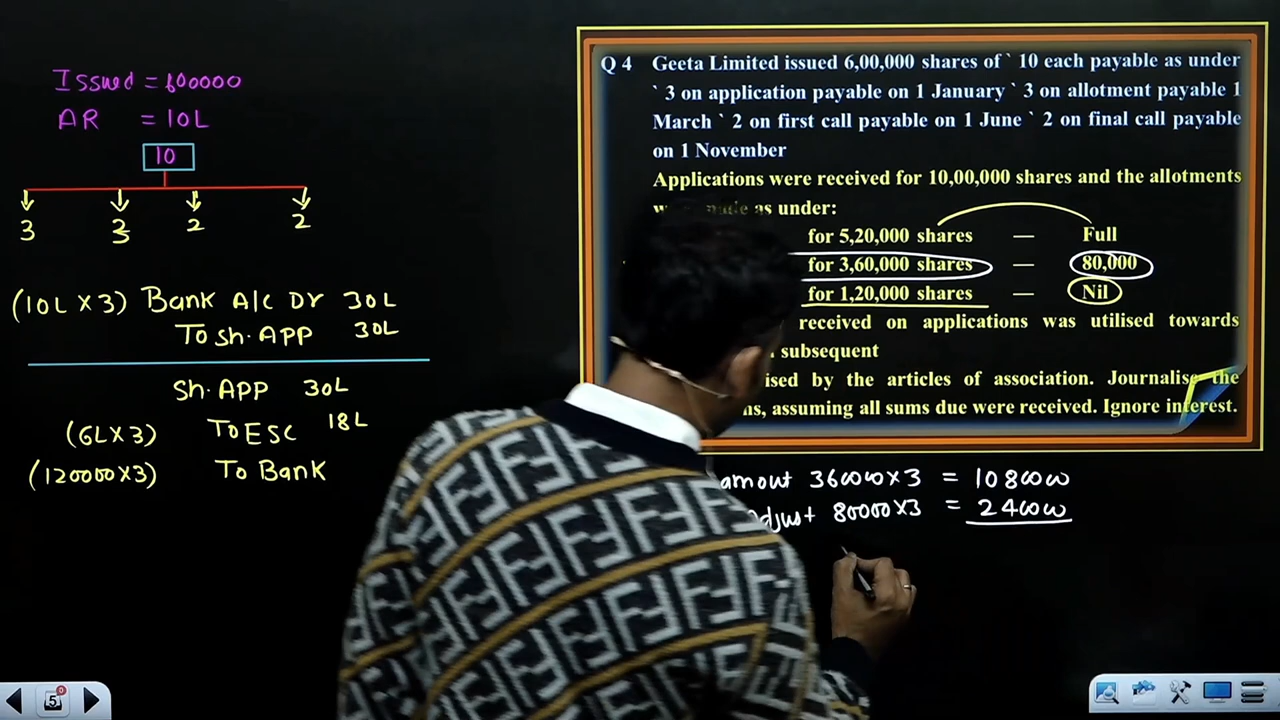 Issued = 600000
AR = 10L
10
3 3 2 2
(10L X 3) Bank A/c Dr 30L
To sh. APP 30L
Sh. APP 30L
(6L X 3) To ESC 18L
(120000 X 3) To Bank
Q 4 Geeta Limited issued 6,00,000 shares of ` 10 each payable as under
` 3 on application payable on 1 January ` 3 on allotment payable 1
March ` 2 on first call payable on 1 June ` 2 on final call payable
on 1 November
Applications were received for 10,00,000 shares and the allotments
as under:
for 5,20,000 shares — Full
for 3,60,000 shares — 80,000
for 1,20,000 shares — Nil
received on applications was utilised towards
subsequent
ised by the articles of association. Journalise the
ns, assuming all sums due were received. Ignore interest.
amout 360000 X 3 = 1080000
adjust 80000 X 3 = 240000
5
0